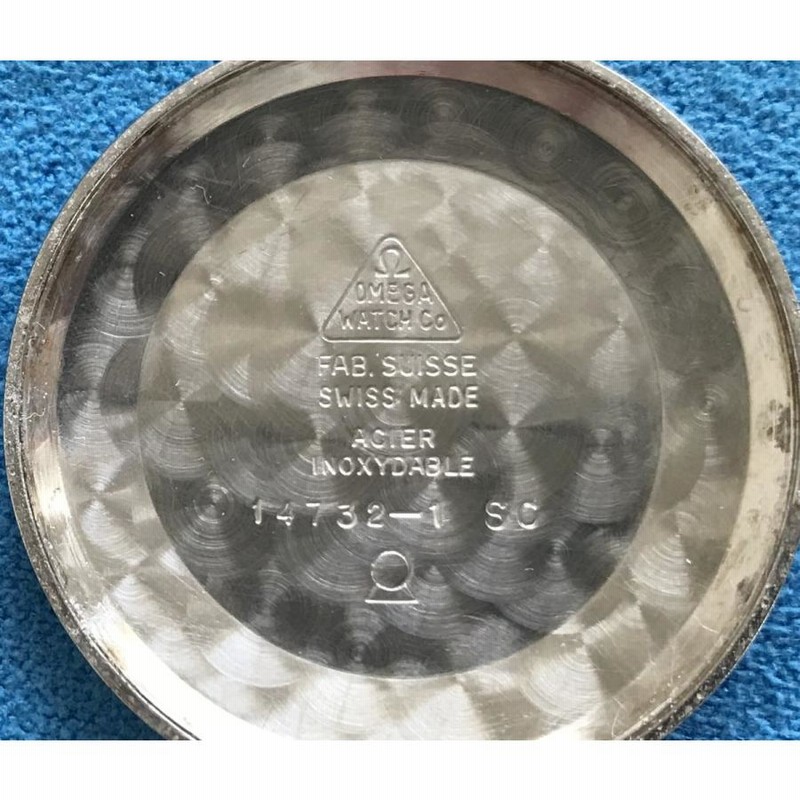 Ω
OMEGA
WATCH Co
FAB. SUISSE
SWISS MADE
ACIER
INOXYDABLE
14732-1 SC